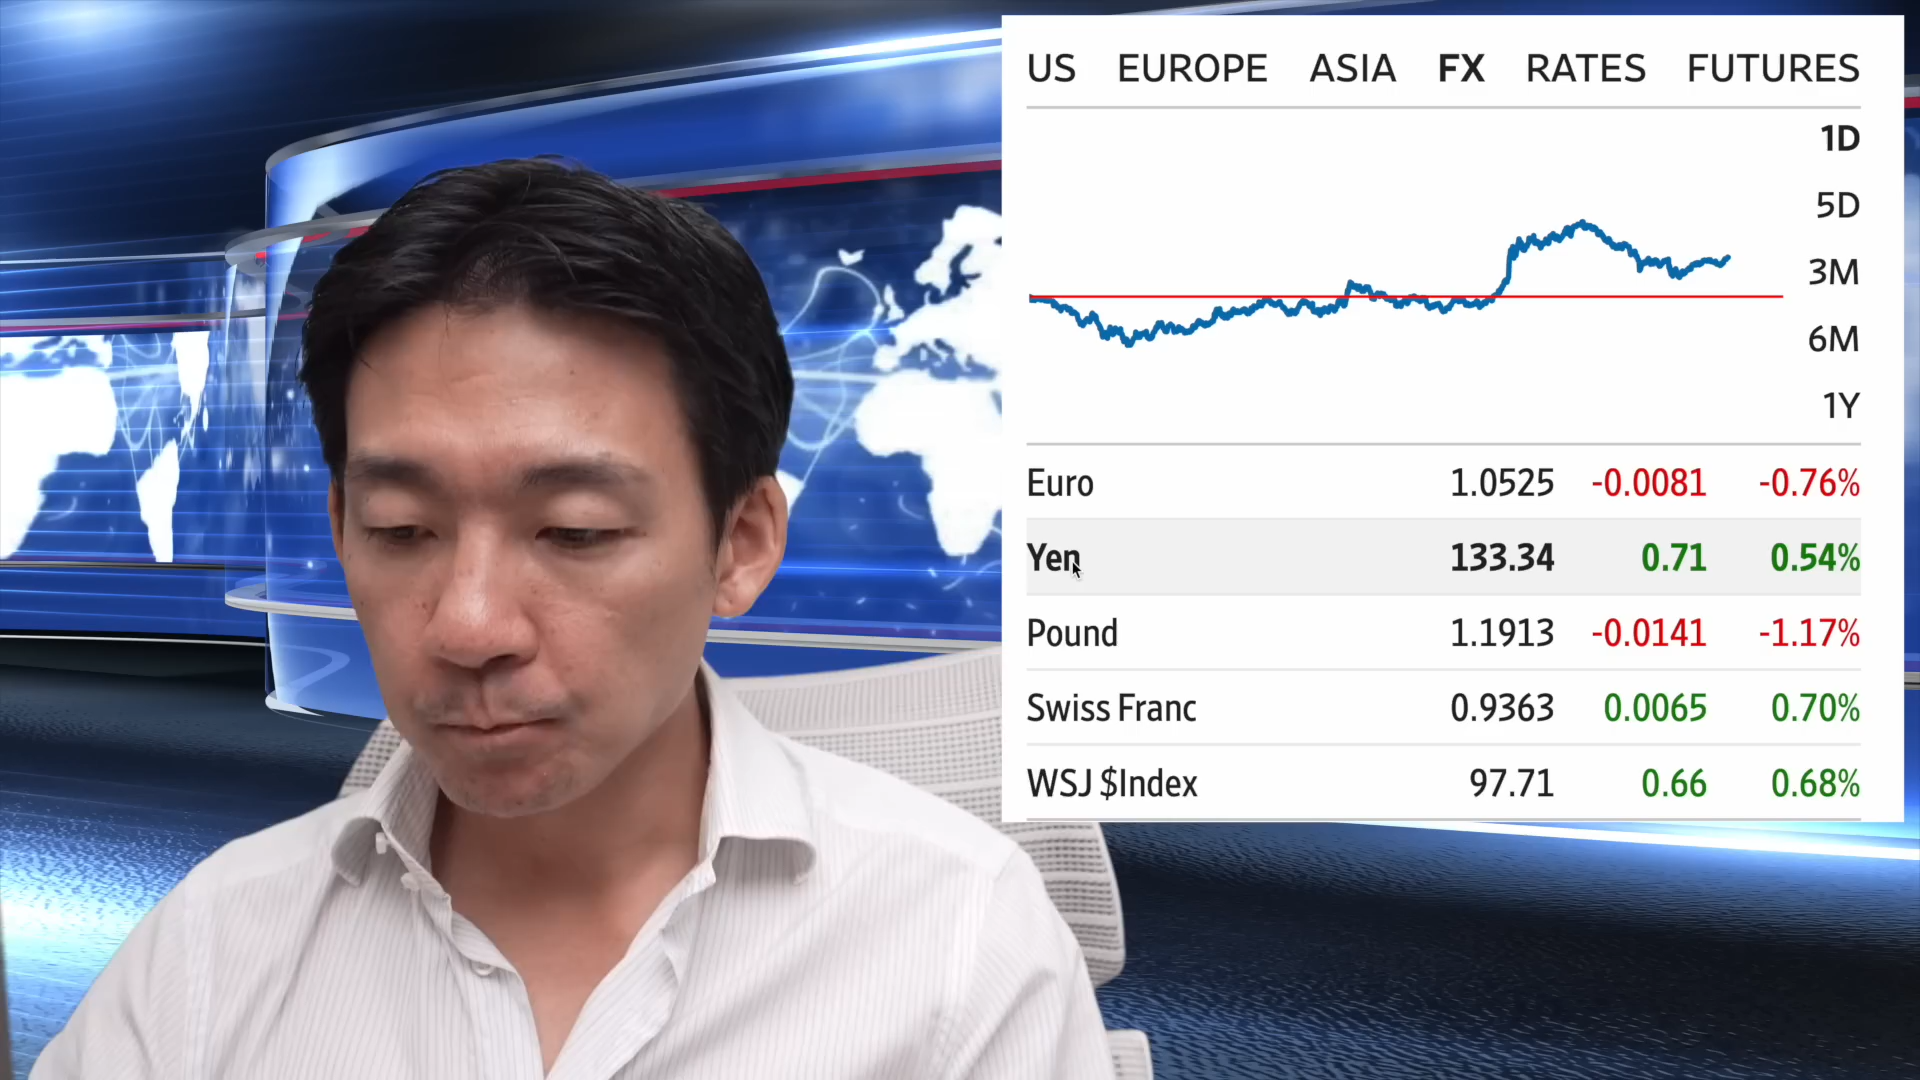 US EUROPE ASIA FX RATES FUTURES
1D
5D
3M
6M
1Y
Euro 1.0525 -0.0081 -0.76%
Yen 133.34 0.71 0.54%
Pound 1.1913 -0.0141 -1.17%
Swiss Franc 0.9363 0.0065 0.70%
WSJ $Index 97.71 0.66 0.68%